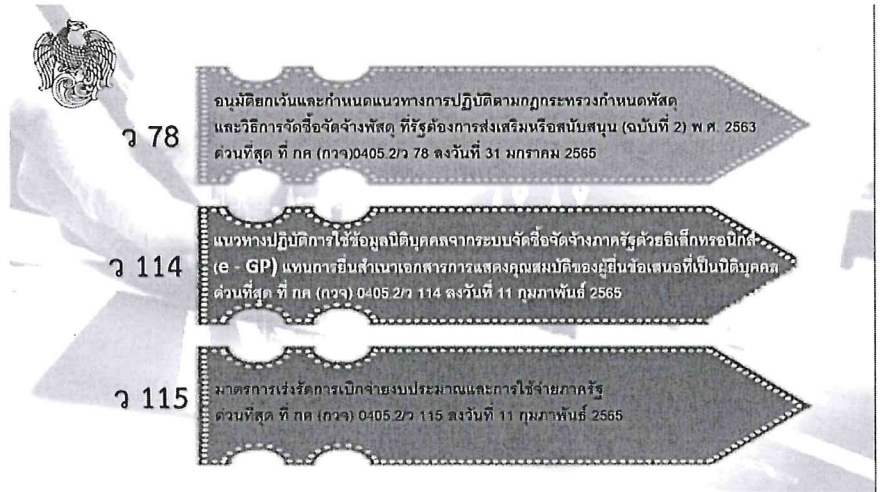 ว 78
อนุมัติยกเว้นและกำหนดแนวทางการปฏิบัติตามกฎกระทรวงกำหนดพัสดุ
และวิธีการจัดซื้อจัดจ้างพัสดุ ที่รัฐต้องการส่งเสริมหรือสนับสนุน (ฉบับที่ 2) พ.ศ. 2563
ด่วนที่สุด ที่ กค (กวจ)0405.2/ว 78 ลงวันที่ 31 มกราคม 2565
ว 114
แนวทางปฏิบัติการใช้ข้อมูลนิติบุคคลจากระบบจัดซื้อจัดจ้างภาครัฐด้วยอิเล็กทรอนิกส์
(e - GP) แทนการยื่นสำเนาเอกสารการแสดงคุณสมบัติของผู้ยื่นข้อเสนอที่เป็นนิติบุคคล
ด่วนที่สุด ที่ กค (กวจ) 0405.2/ว 114 ลงวันที่ 11 กุมภาพันธ์ 2565
ว 115
มาตรการเร่งรัดการเบิกจ่ายงบประมาณและการใช้จ่ายภาครัฐ
ด่วนที่สุด ที่ กค (กวจ) 0405.2/ว 115 ลงวันที่ 11 กุมภาพันธ์ 2565